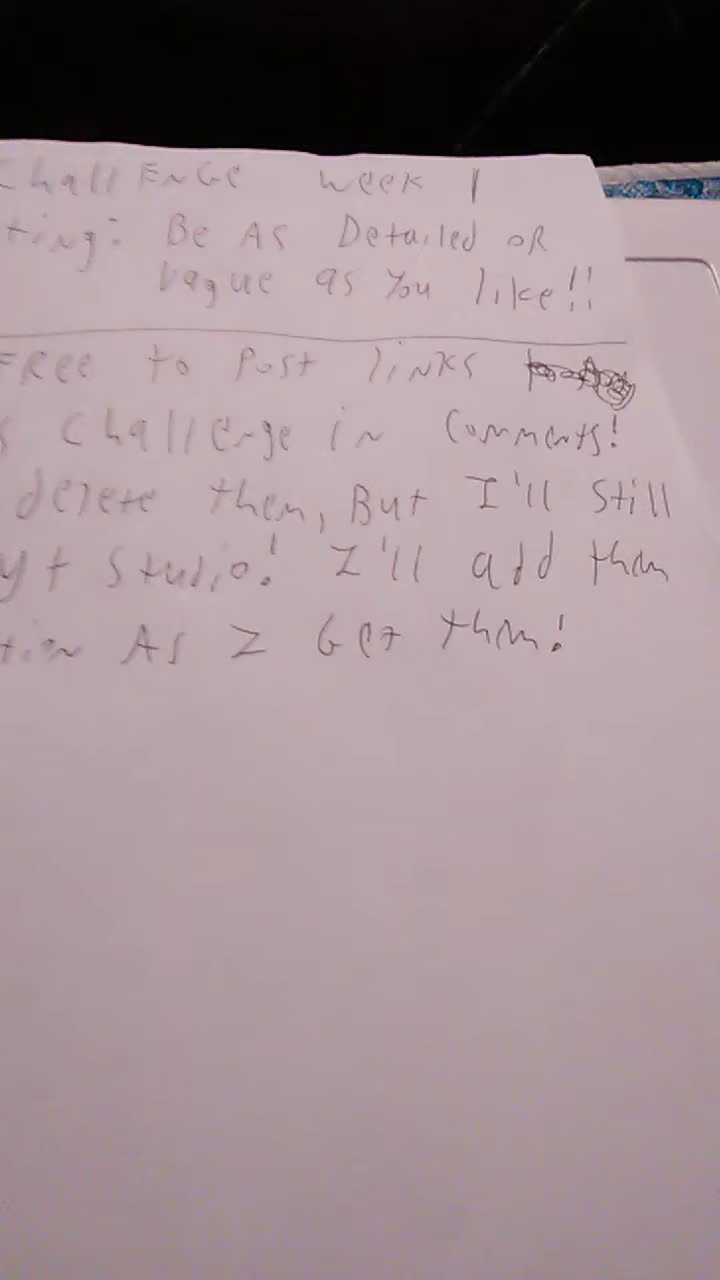 Challenge week 1
ting: Be As Detailed or
vague as you like!!
Free to Post links
s challenge in comments!
delete them, But I'll still
yt studio! I'll add them
tion As I Get them!